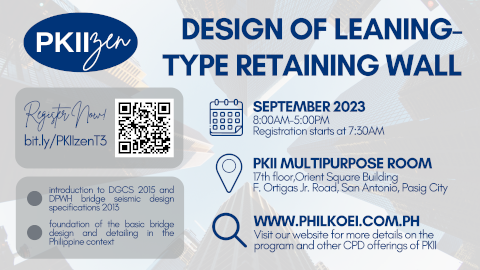 PKII zen
DESIGN OF LEANING-
TYPE RETAINING WALL
Register Now!
bit.ly/PKIIzenT3
SEPTEMBER 2023
8:00AM-5:00PM
Registration starts at 7:30AM
PKII MULTIPURPOSE ROOM
17th floor,Orient Square Building
F. Ortigas Jr. Road, San Antonio, Pasig City
introduction to DGCS 2015 and
DPWH bridge seismic design
specifications 2013
foundation of the basic bridge
design and detailing in the
Philippine context
WWW.PHILKOEI.COM.PH
Visit our website for more details on the
program and other CPD offerings of PKII